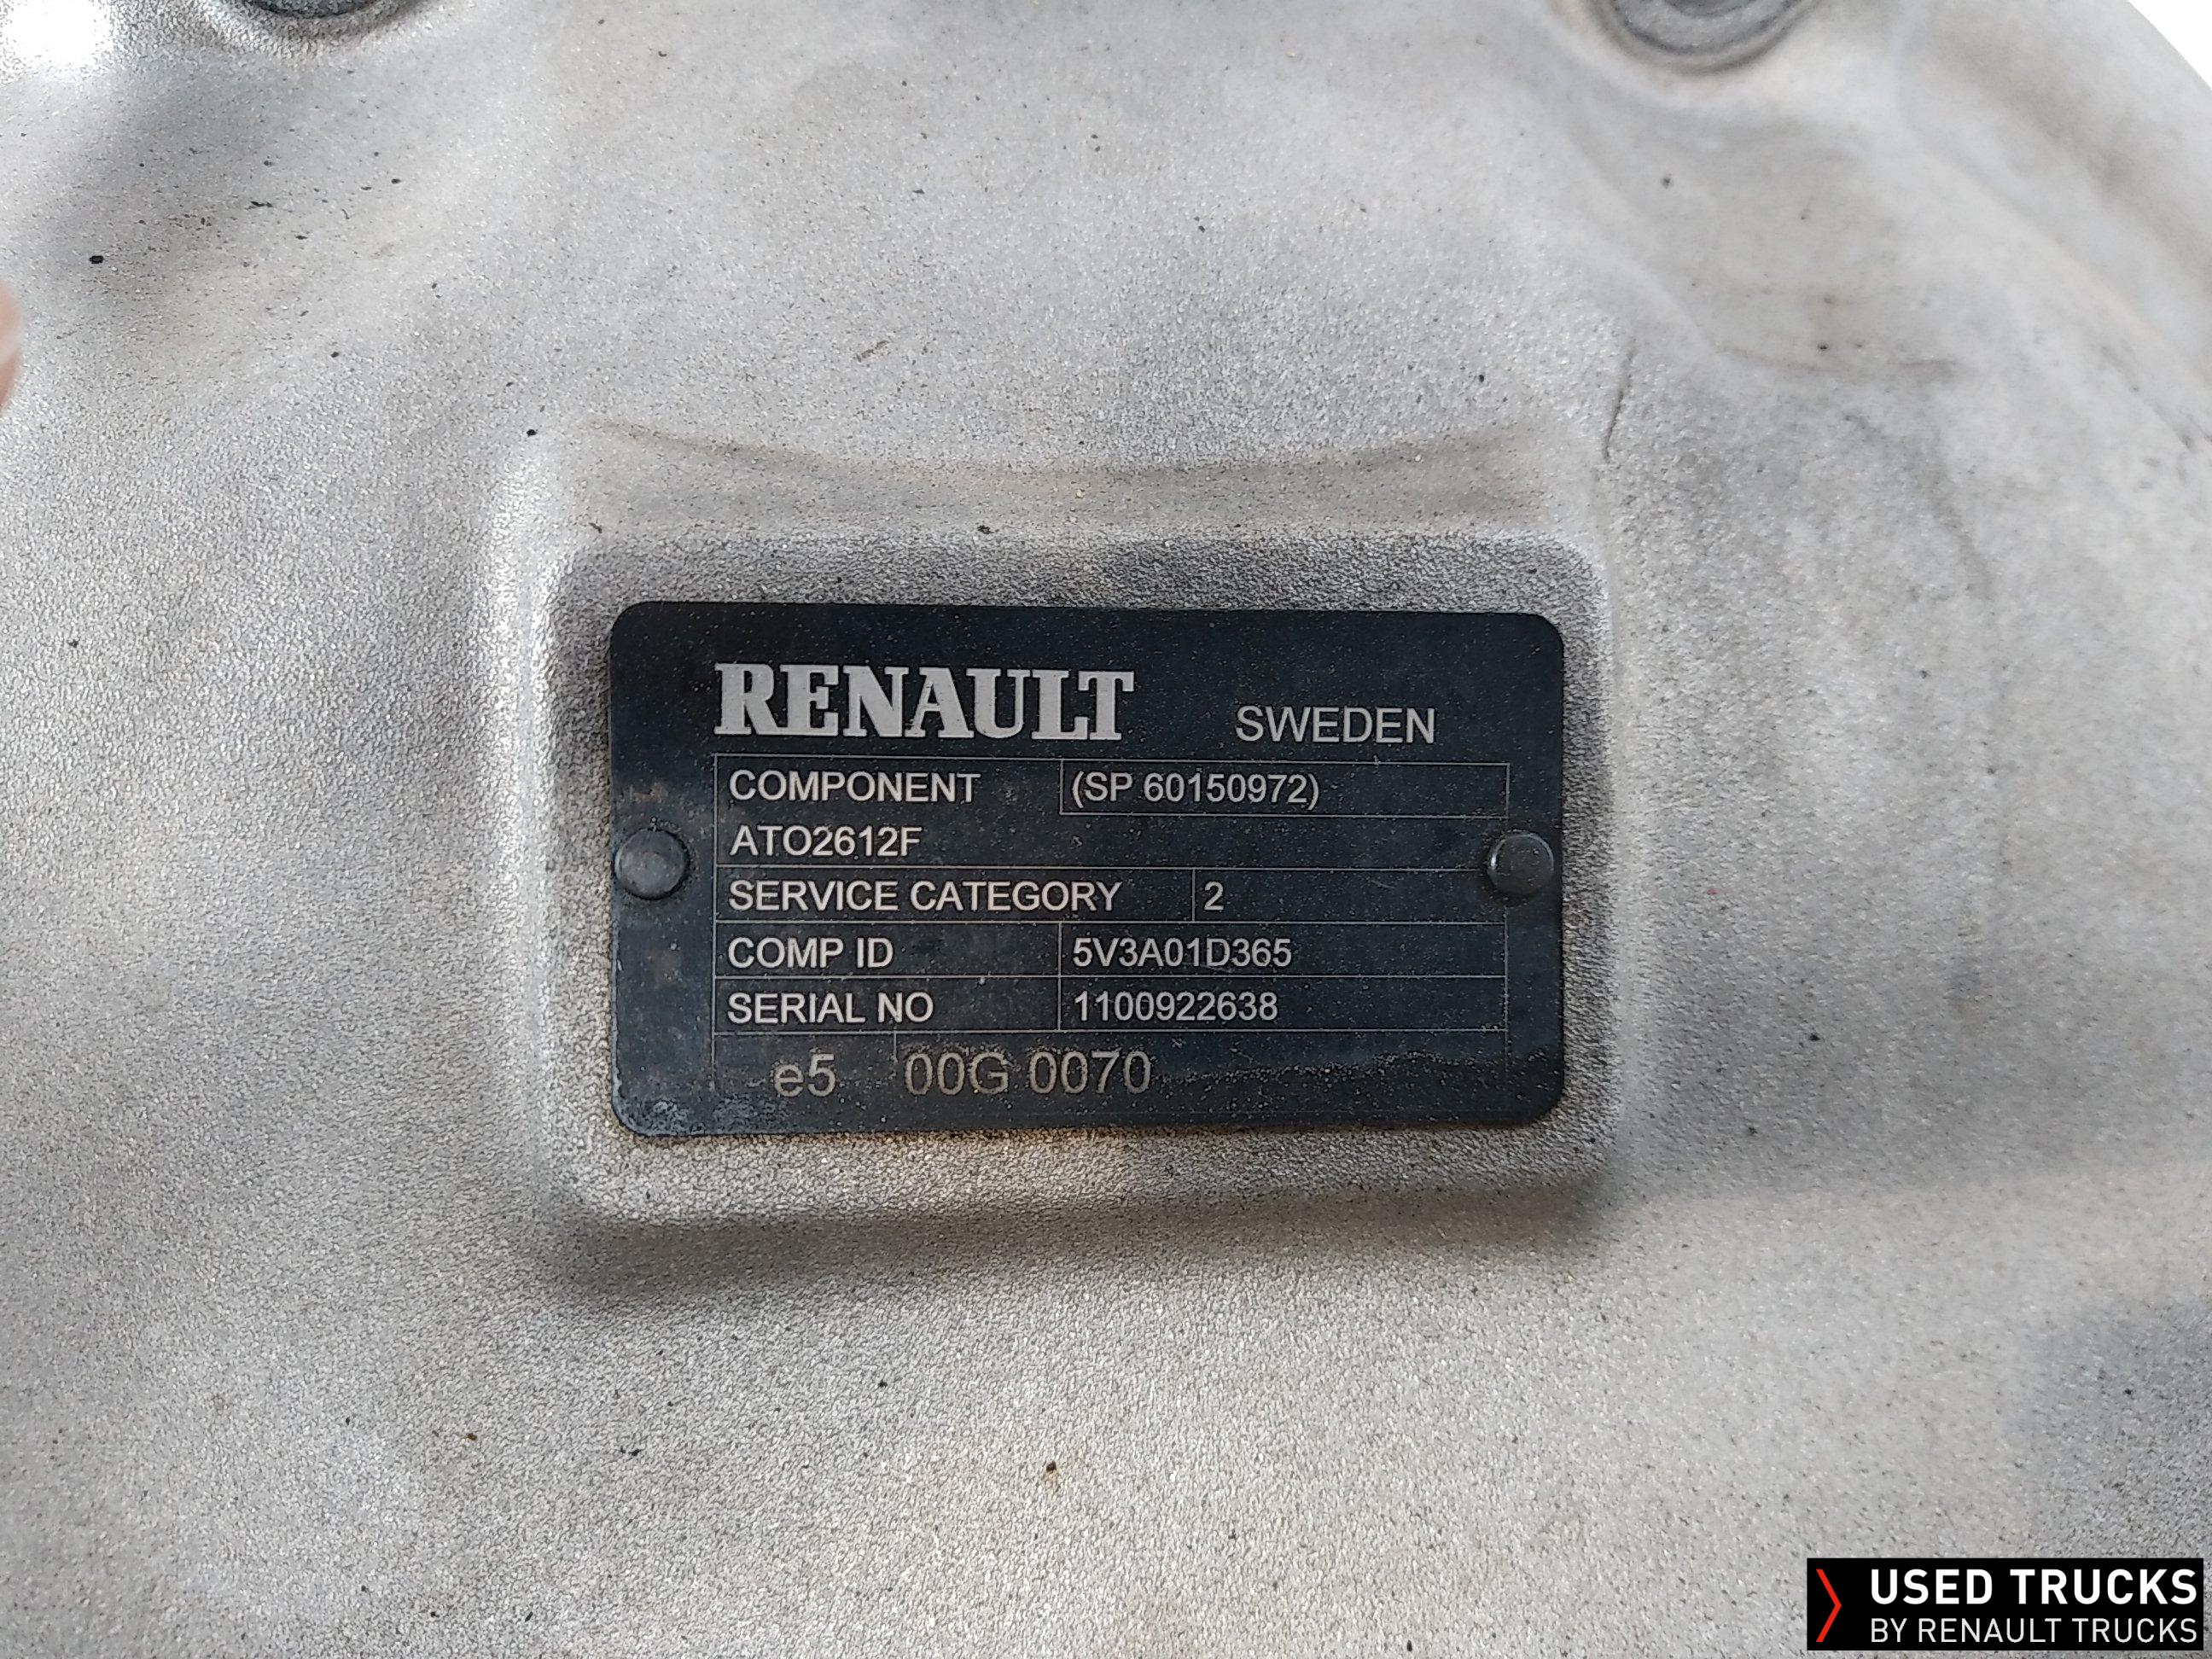 RENAULT SWEDEN
COMPONENT (SP 60150972)
ATO2612F
SERVICE CATEGORY 2
COMP ID 5V3A01D365
SERIAL NO 1100922638
e5 00G 0070
USED TRUCKS
BY RENAULT TRUCKS